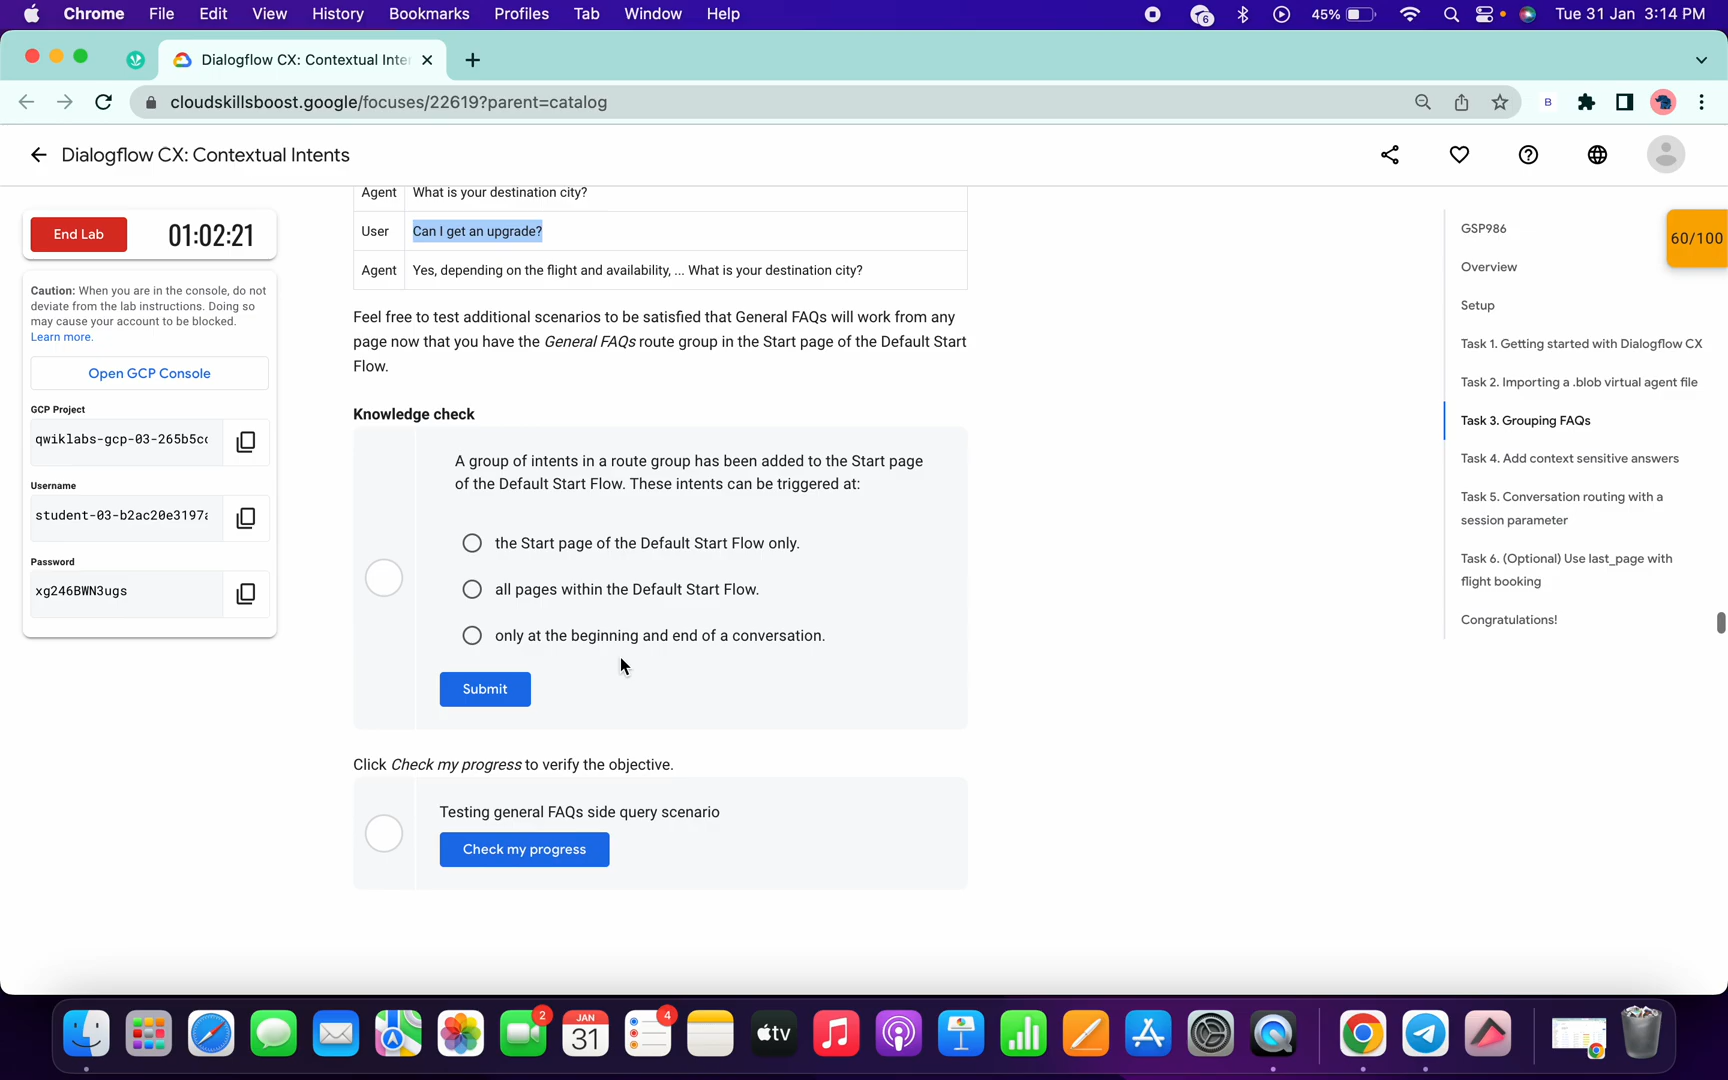 Chrome File Edit View History Bookmarks Profiles Tab Window Help
6 45% Tue 31 Jan 3:14 PM
Dialogflow CX: Contextual Inte
cloudskillsboost.google/focuses/22619?parent=catalog
B
Dialogflow CX: Contextual Intents
End Lab 01:02:21
Caution: When you are in the console, do not
deviate from the lab instructions. Doing so
may cause your account to be blocked.
Learn more.
Open GCP Console
GCP Project
qwiklabs-gcp-03-265b5cc
Username
student-03-b2ac20e3197a
Password
xg246BWN3ugs
Agent What is your destination city?
User Can I get an upgrade?
Agent Yes, depending on the flight and availability, ... What is your destination city?
Feel free to test additional scenarios to be satisfied that General FAQs will work from any
page now that you have the General FAQs route group in the Start page of the Default Start
Flow.
Knowledge check
A group of intents in a route group has been added to the Start page
of the Default Start Flow. These intents can be triggered at:
the Start page of the Default Start Flow only.
all pages within the Default Start Flow.
only at the beginning and end of a conversation.
Submit
Click Check my progress to verify the objective.
Testing general FAQs side query scenario
Check my progress
GSP986
Overview
Setup
Task 1. Getting started with Dialogflow CX
Task 2. Importing a .blob virtual agent file
Task 3. Grouping FAQs
Task 4. Add context sensitive answers
Task 5. Conversation routing with a
session parameter
Task 6. (Optional) Use last_page with
flight booking
Congratulations!
60/100
2
JAN
31
4
tv